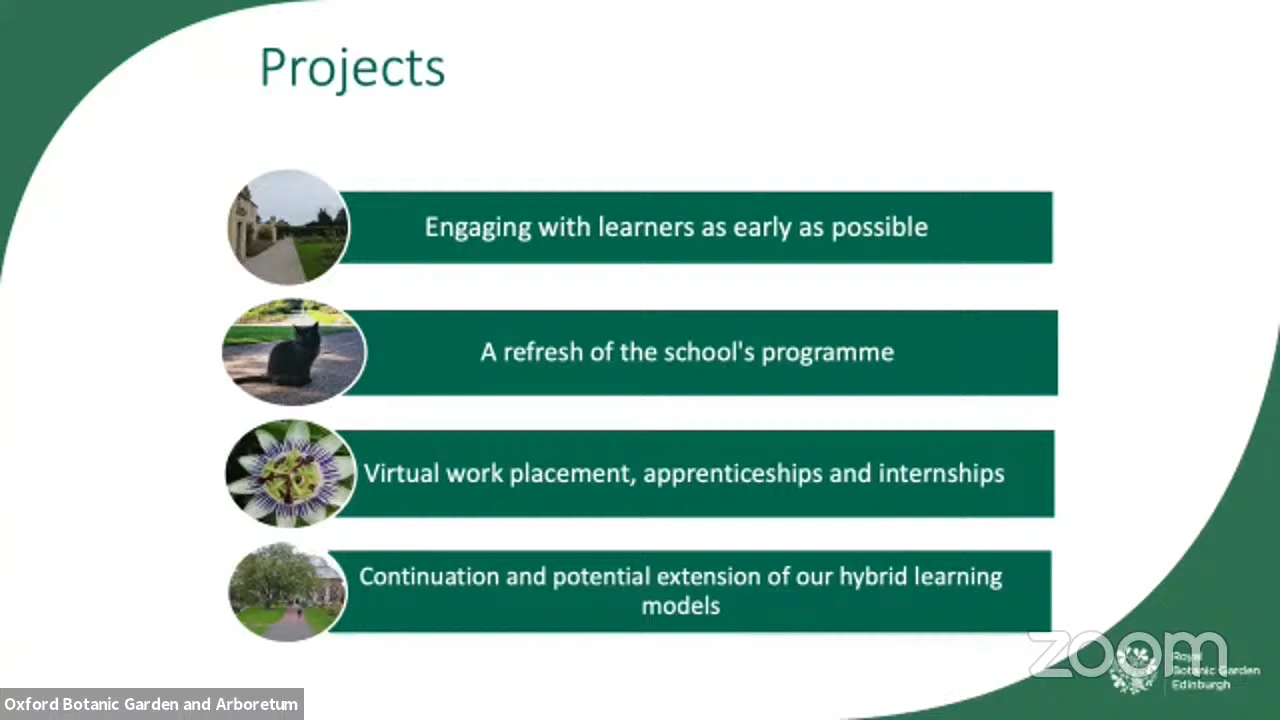 Projects
Engaging with learners as early as possible
A refresh of the school's programme
Virtual work placement, apprenticeships and internships
Continuation and potential extension of our hybrid learning
models
zoom
Royal
Botanic Garden
Edinburgh
Oxford Botanic Garden and Arboretum